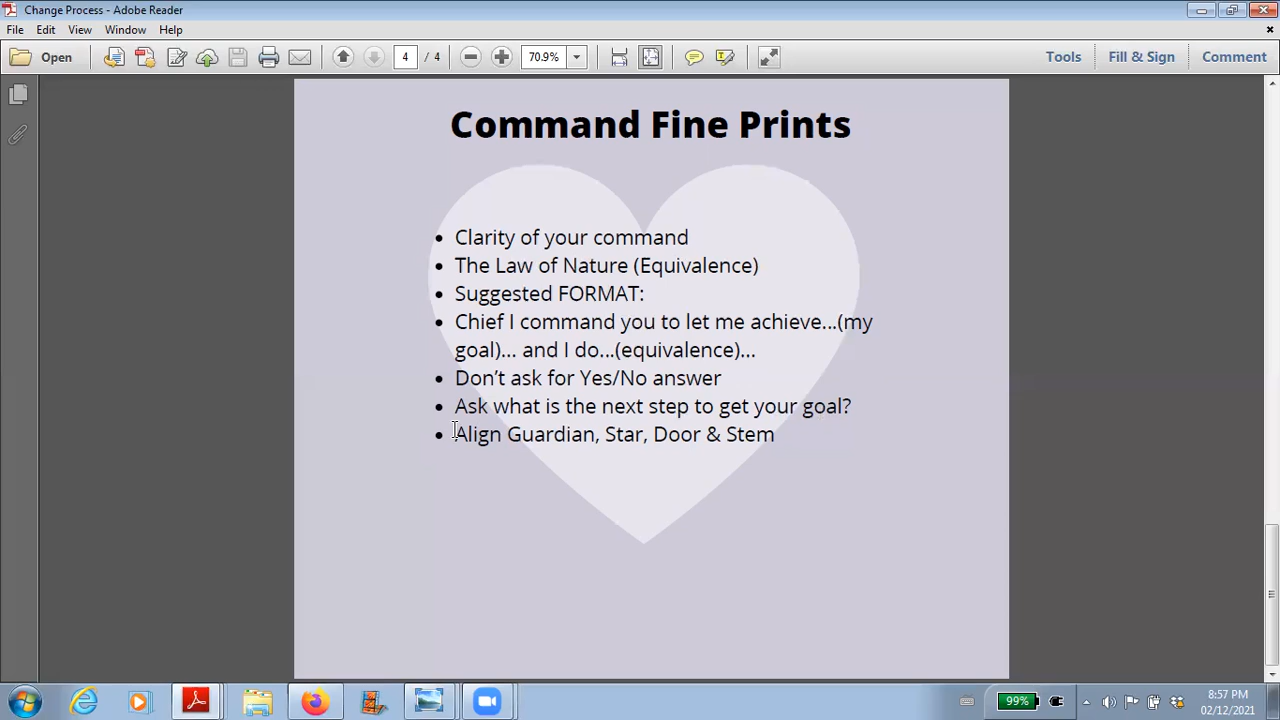 Change Process - Adobe Reader
File Edit View Window Help
Open 4 / 4 70.9% Tools Fill & Sign Comment
Command Fine Prints
• Clarity of your command
• The Law of Nature (Equivalence)
• Suggested FORMAT:
• Chief I command you to let me achieve...(my
goal)... and I do...(equivalence)...
• Don’t ask for Yes/No answer
• Ask what is the next step to get your goal?
• Align Guardian, Star, Door & Stem
99% 8:57 PM
02/12/2021